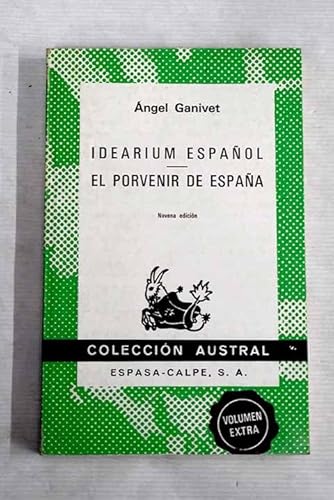 Ángel Ganivet
IDEARIUM ESPAÑOL
EL PORVENIR DE ESPAÑA
Novena edición
COLECCIÓN AUSTRAL
ESPASA-CALPE, S. A.
VOLUMEN
EXTRA